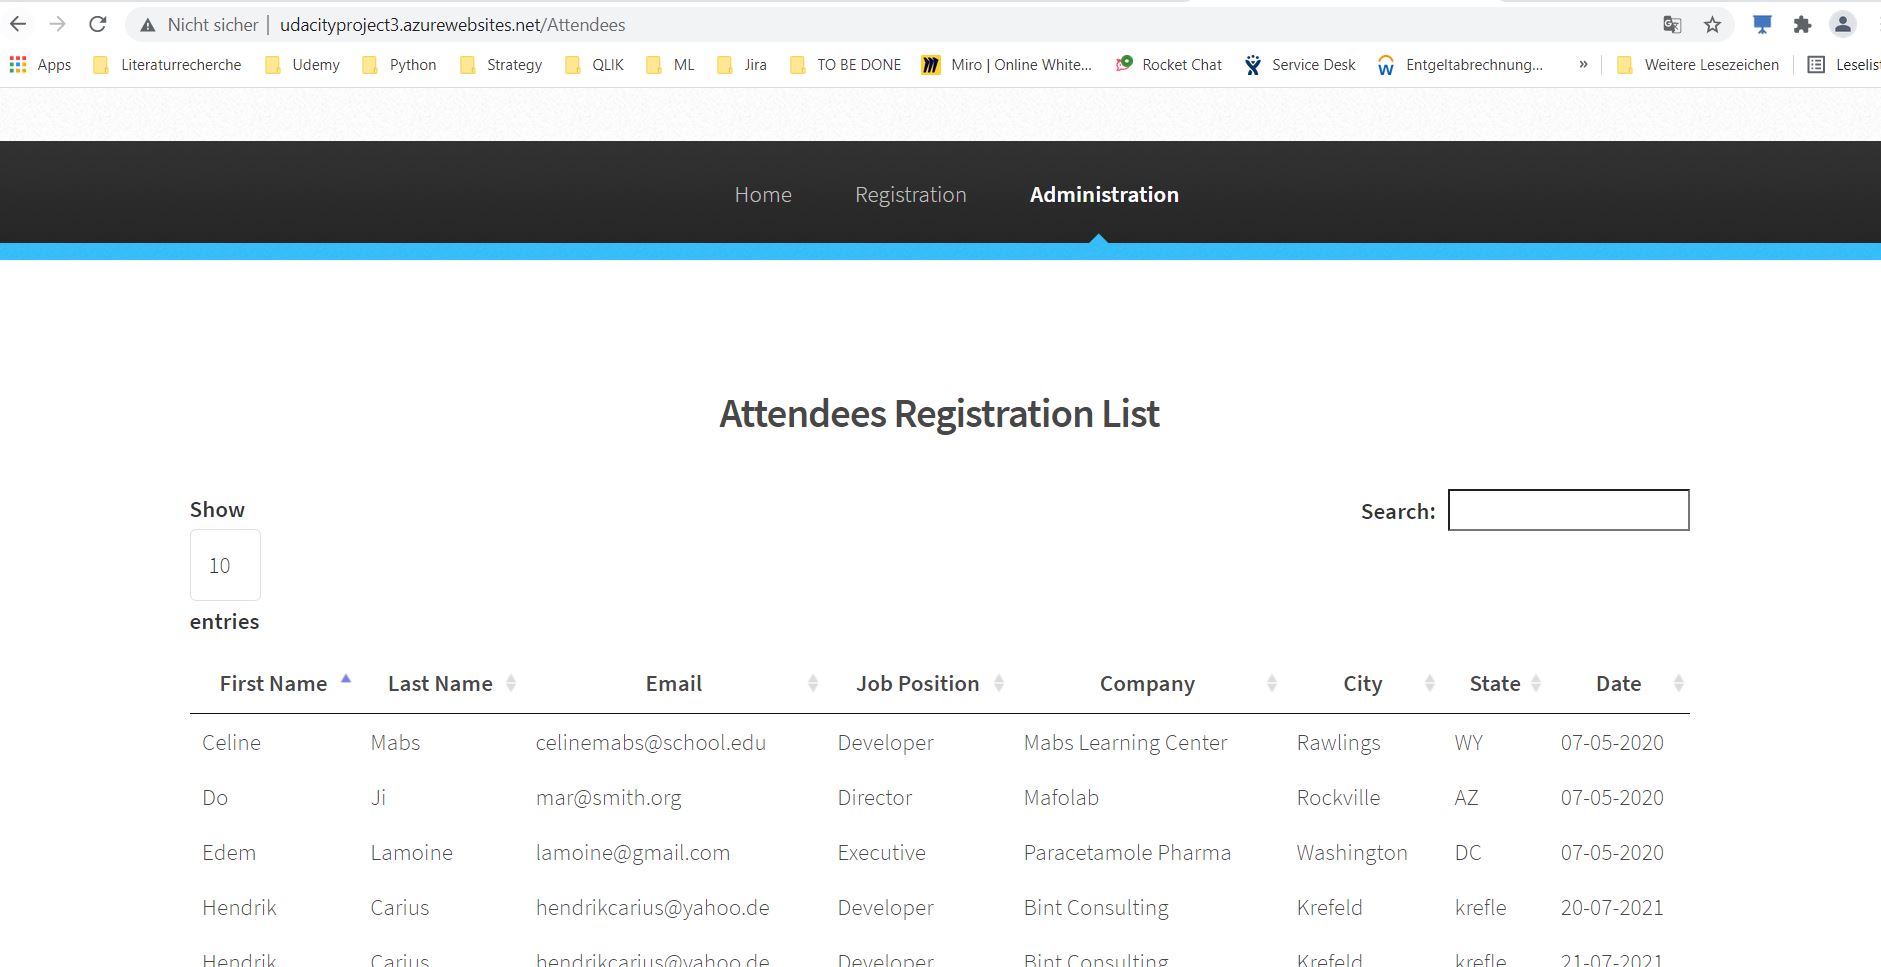 Nicht sicher | udacityproject3.azurewebsites.net/Attendees
Apps Literaturrecherche Udemy Python Strategy QLIK ML Jira TO BE DONE Miro | Online White... Rocket Chat Service Desk Entgeltabrechnung... » Weitere Lesezeichen Leselist
Home Registration Administration
Attendees Registration List
Show
Search:
10
entries
First Name Last Name Email Job Position Company City State Date
Celine Mabs celinemabs@school.edu Developer Mabs Learning Center Rawlings WY 07-05-2020
Do Ji mar@smith.org Director Mafolab Rockville AZ 07-05-2020
Edem Lamoine lamoine@gmail.com Executive Paracetamole Pharma Washington DC 07-05-2020
Hendrik Carius hendrikcarius@yahoo.de Developer Bint Consulting Krefeld krefle 20-07-2021
Hendrik Carius hendrikcarius@yahoo.de Developer Bint Consulting Krefeld krefle 21-07-2021